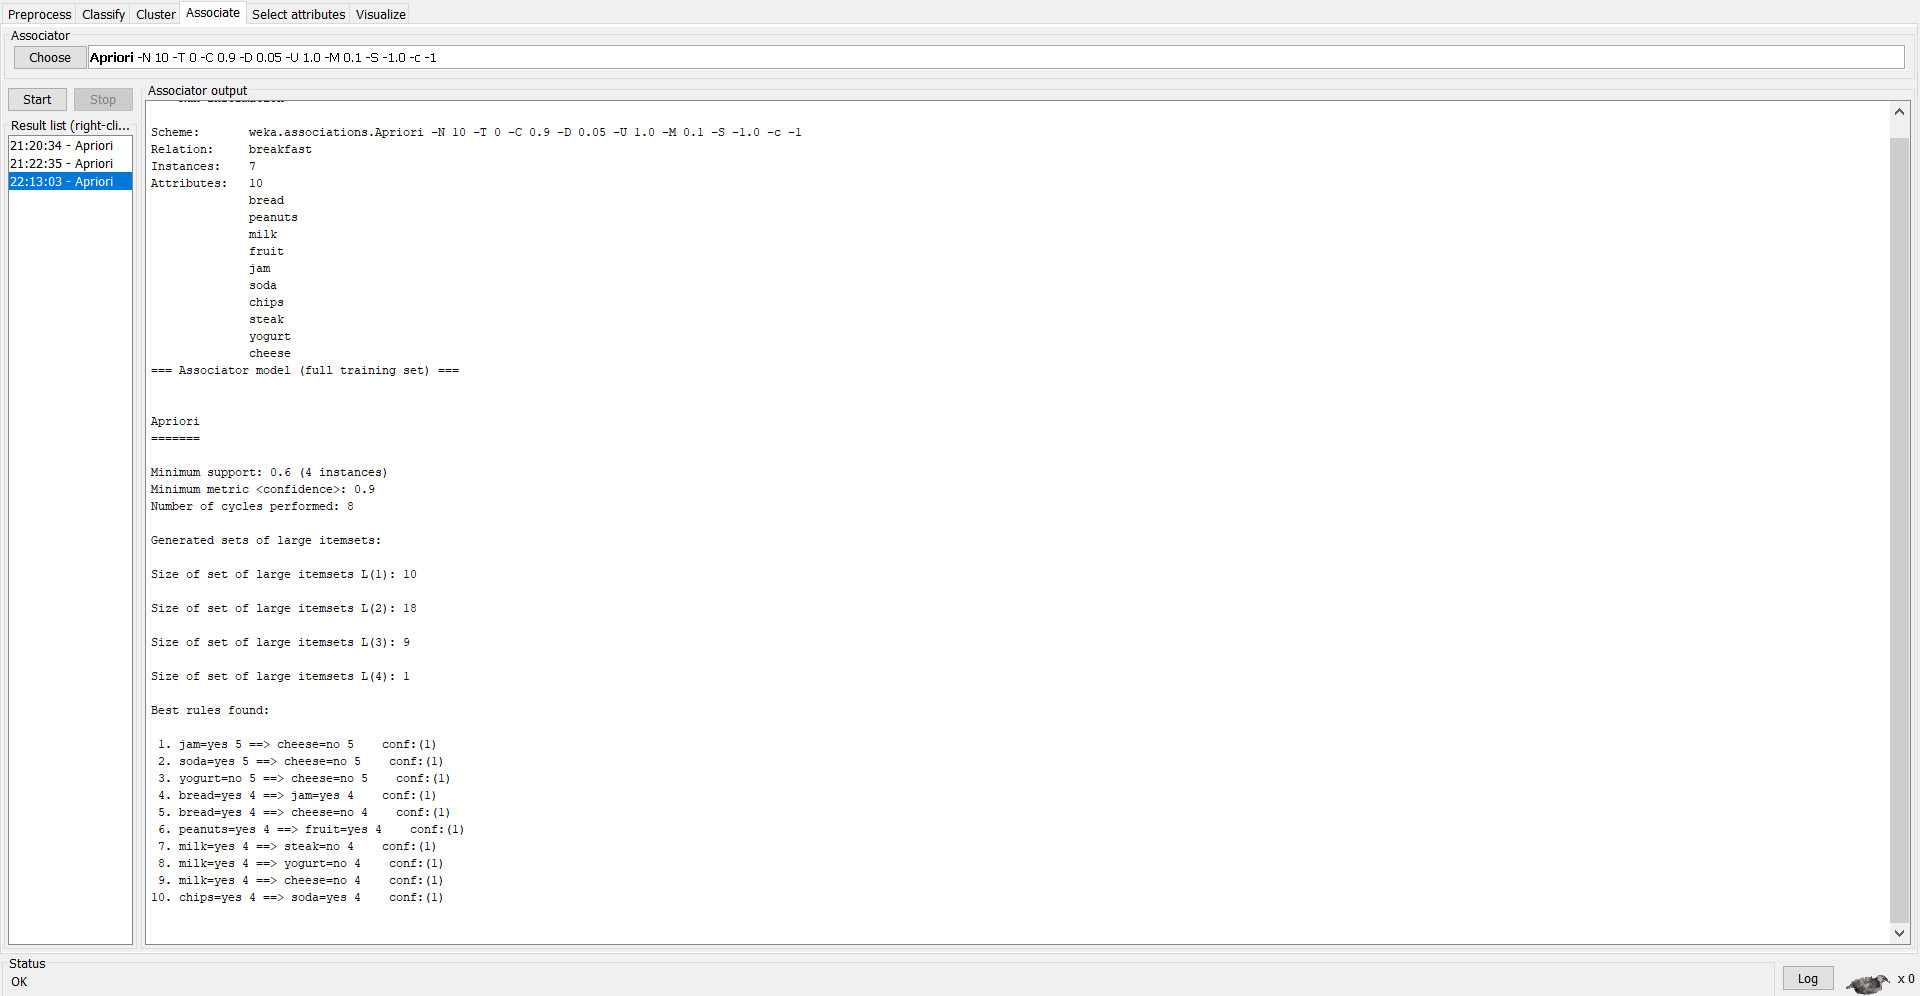 Preprocess Classify Cluster Associate Select attributes Visualize
Associator
Choose Apriori -N 10 -T 0 -C 0.9 -D 0.05 -U 1.0 -M 0.1 -S -1.0 -c -1
Start Stop
Result list (right-cli...
21:20:34 - Apriori
21:22:35 - Apriori
22:13:03 - Apriori
Associator output
Scheme: weka.associations.Apriori -N 10 -T 0 -C 0.9 -D 0.05 -U 1.0 -M 0.1 -S -1.0 -c -1
Relation: breakfast
Instances: 7
Attributes: 10
bread
peanuts
milk
fruit
jam
soda
chips
steak
yogurt
cheese
=== Associator model (full training set) ===
Apriori
=======
Minimum support: 0.6 (4 instances)
Minimum metric <confidence>: 0.9
Number of cycles performed: 8
Generated sets of large itemsets:
Size of set of large itemsets L(1): 10
Size of set of large itemsets L(2): 18
Size of set of large itemsets L(3): 9
Size of set of large itemsets L(4): 1
Best rules found:
1. jam=yes 5 ==> cheese=no 5 conf:(1)
2. soda=yes 5 ==> cheese=no 5 conf:(1)
3. yogurt=no 5 ==> cheese=no 5 conf:(1)
4. bread=yes 4 ==> jam=yes 4 conf:(1)
5. bread=yes 4 ==> cheese=no 4 conf:(1)
6. peanuts=yes 4 ==> fruit=yes 4 conf:(1)
7. milk=yes 4 ==> steak=no 4 conf:(1)
8. milk=yes 4 ==> yogurt=no 4 conf:(1)
9. milk=yes 4 ==> cheese=no 4 conf:(1)
10. chips=yes 4 ==> soda=yes 4 conf:(1)
Status
OK
Log x 0